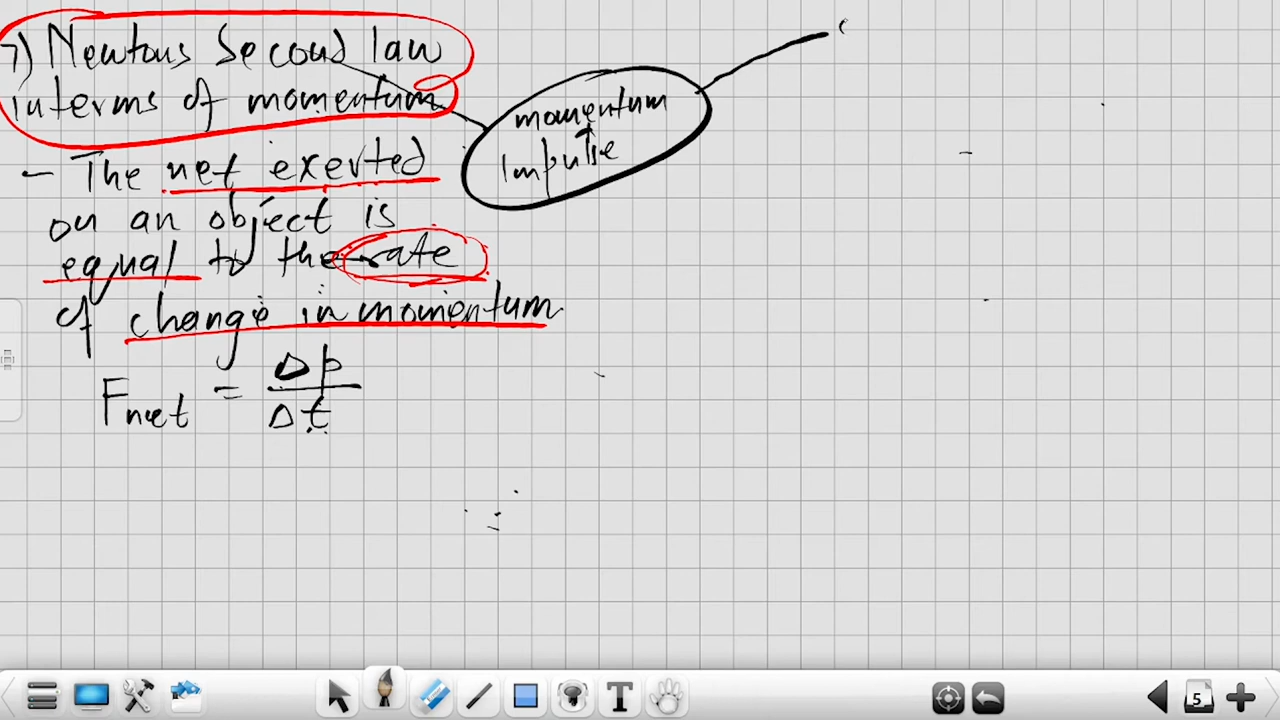 7) Newtons Second law
interms of momentum
- The net exerted
on an object is
equal to the rate
of change in momentum
Fnet = Δp
Δt
momentum
Impulse
T
5